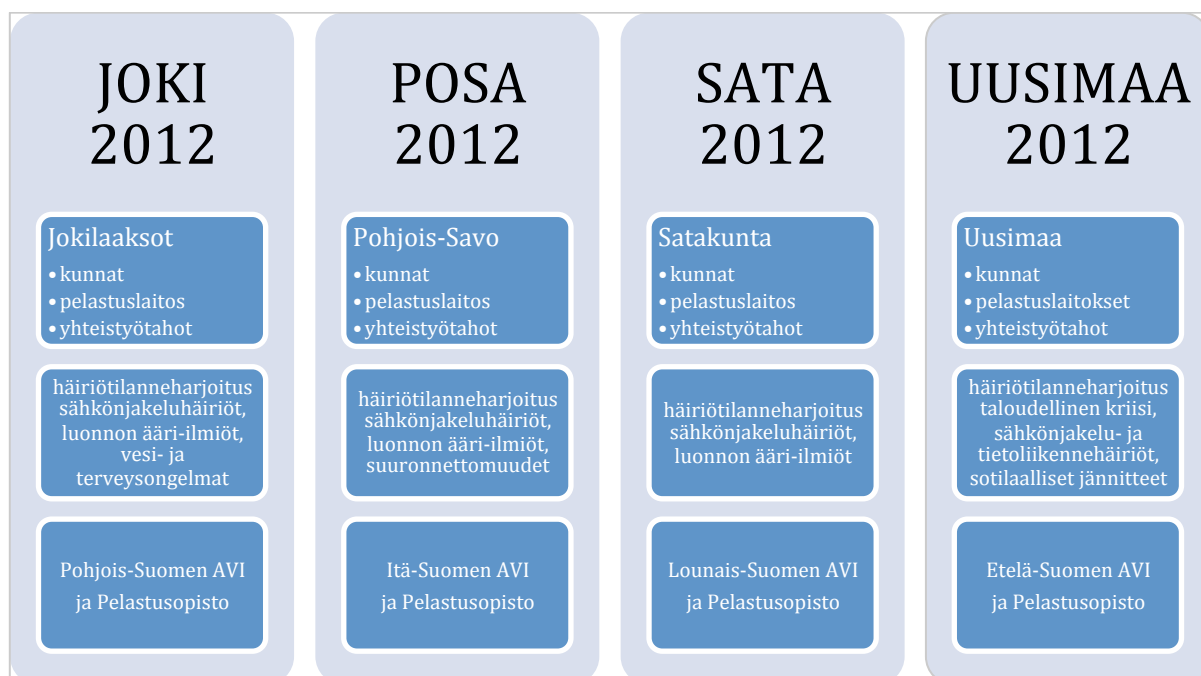 JOKI
2012
Jokilaaksot
•kunnat
•pelastuslaitos
•yhteistyötahot
häiriötilanneharjoitus
sähkönjakeluhäiriöt,
luonnon ääri-ilmiöt,
vesi- ja
terveysongelmat
Pohjois-Suomen AVI
ja Pelastusopisto
POSA
2012
Pohjois-Savo
•kunnat
•pelastuslaitos
•yhteistyötahot
häiriötilanneharjoitus
sähkönjakeluhäiriöt,
luonnon ääri-ilmiöt,
suuronnettomuudet
Itä-Suomen AVI
ja Pelastusopisto
SATA
2012
Satakunta
•kunnat
•pelastuslaitos
•yhteistyötahot
häiriötilanneharjoitus
sähkönjakeluhäiriöt,
luonnon ääri-ilmiöt
Lounais-Suomen AVI
ja Pelastusopisto
UUSIMAA
2012
Uusimaa
•kunnat
•pelastuslaitokset
•yhteistyötahot
häiriötilanneharjoitus
taloudellinen kriisi,
sähkönjakelu- ja
tietoliikennehäiriöt,
sotilaalliset jännitteet
Etelä-Suomen AVI
ja Pelastusopisto